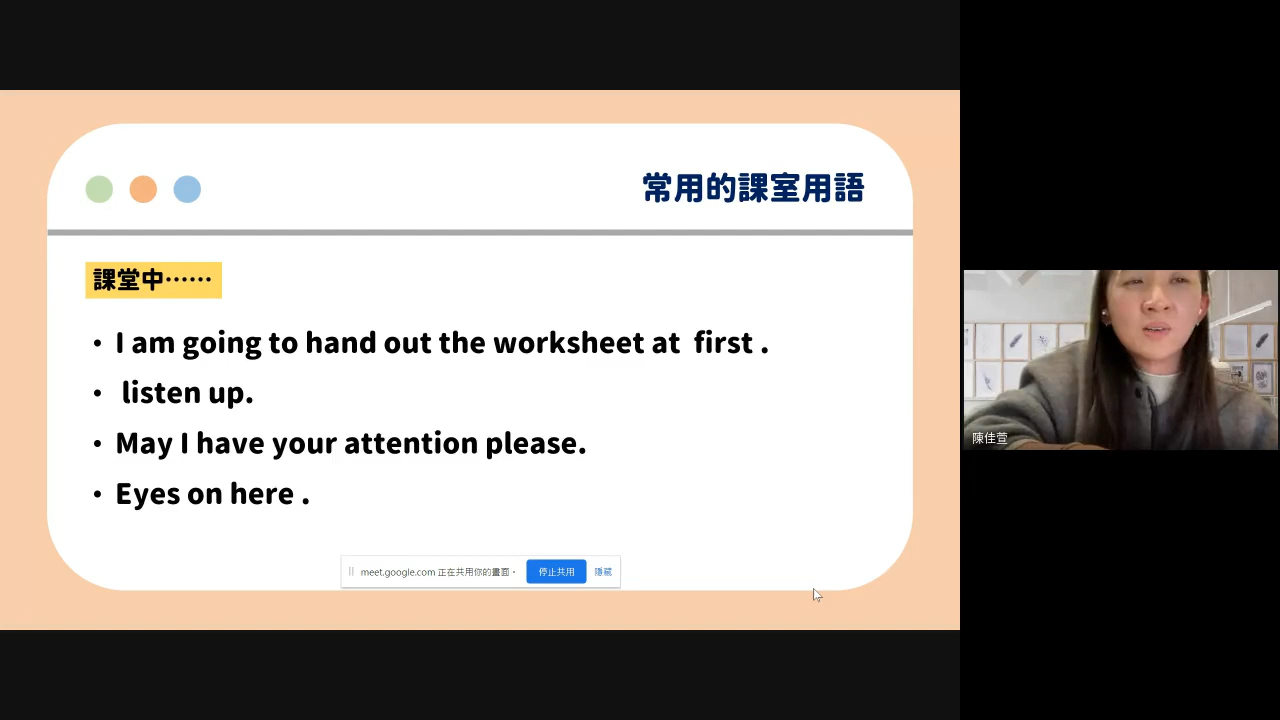 常用的課室用語
課堂中⋯⋯
• I am going to hand out the worksheet at  first .
•  listen up.
• May I have your attention please.
• Eyes on here .
meet.google.com 正在共用你的畫面。 停止共用 隱藏
陳佳萱